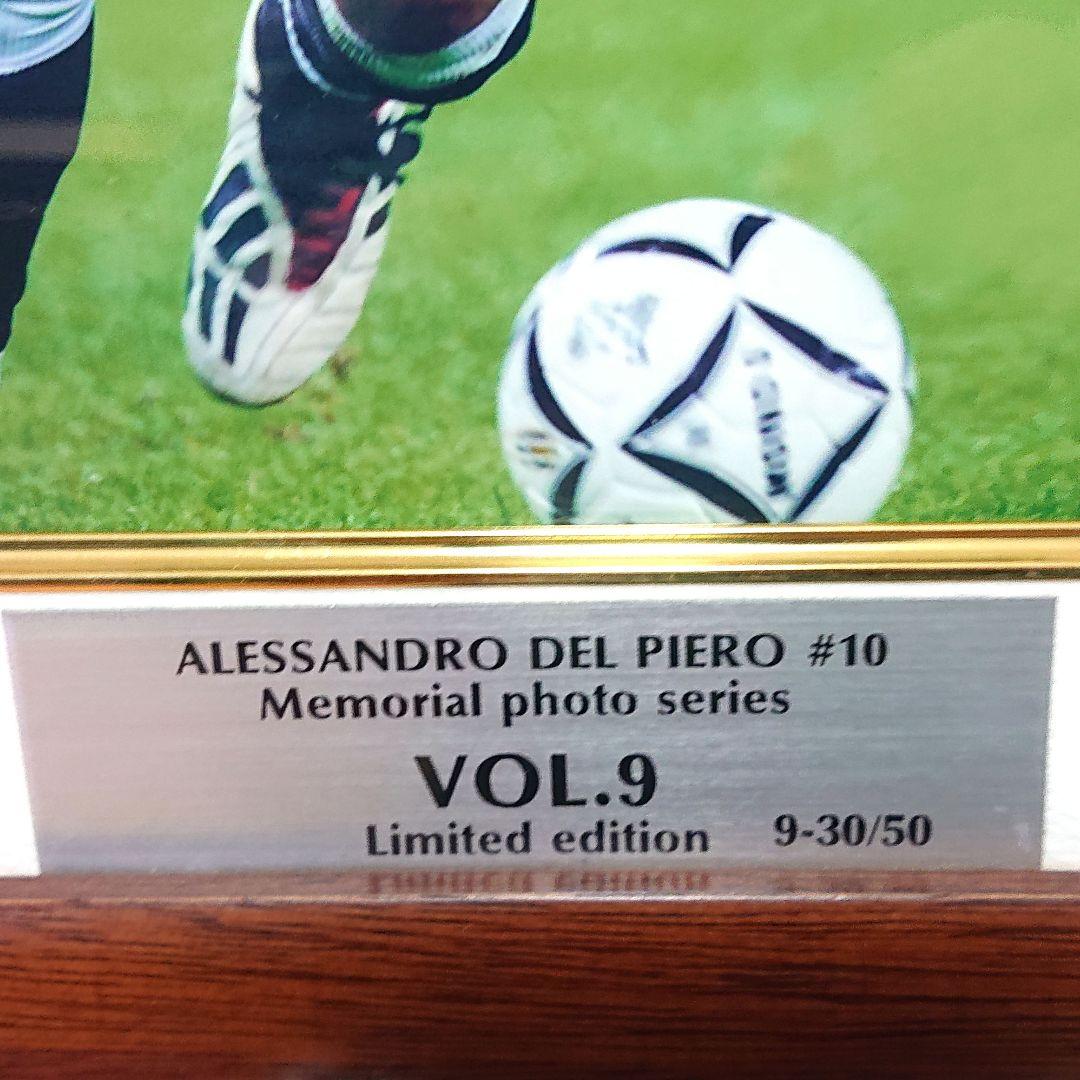 ALESSANDRO DEL PIERO #10
Memorial photo series
VOL.9
Limited edition 9-30/50